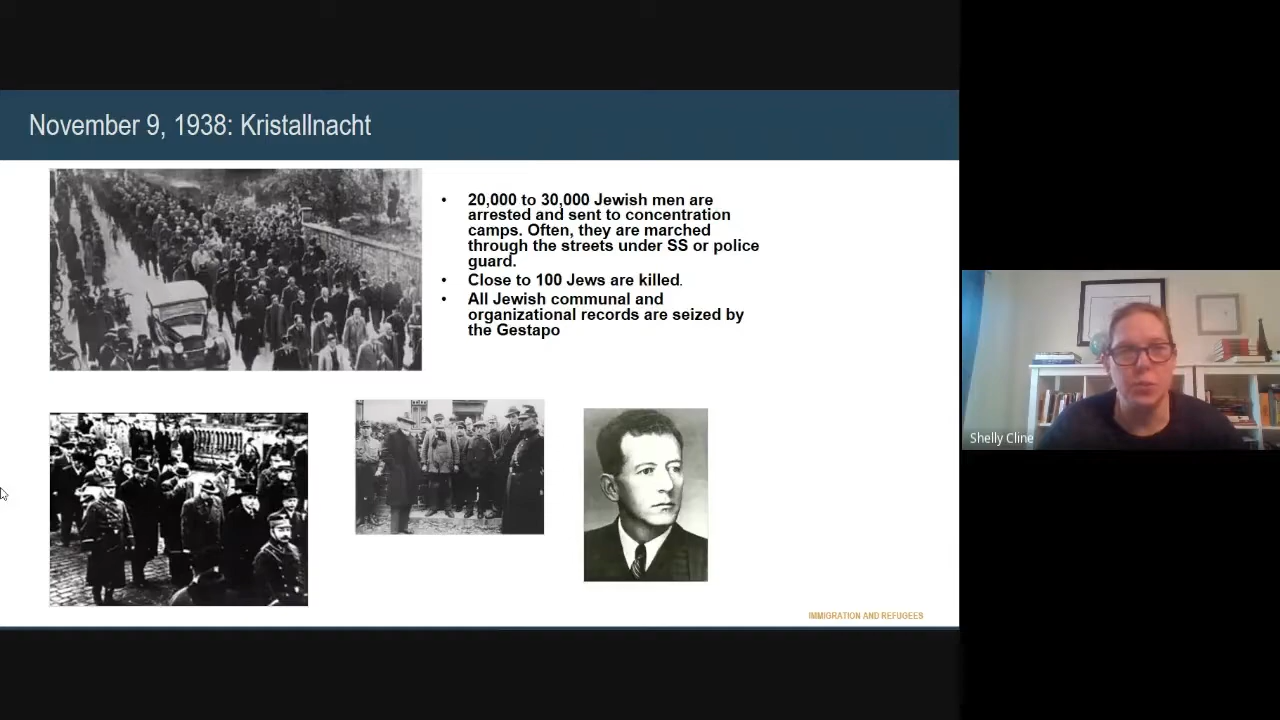 November 9, 1938: Kristallnacht
• 20,000 to 30,000 Jewish men are
arrested and sent to concentration
camps. Often, they are marched
through the streets under SS or police
guard.
• Close to 100 Jews are killed.
• All Jewish communal and
organizational records are seized by
the Gestapo
Shelly Cline
IMMIGRATION AND REFUGEES